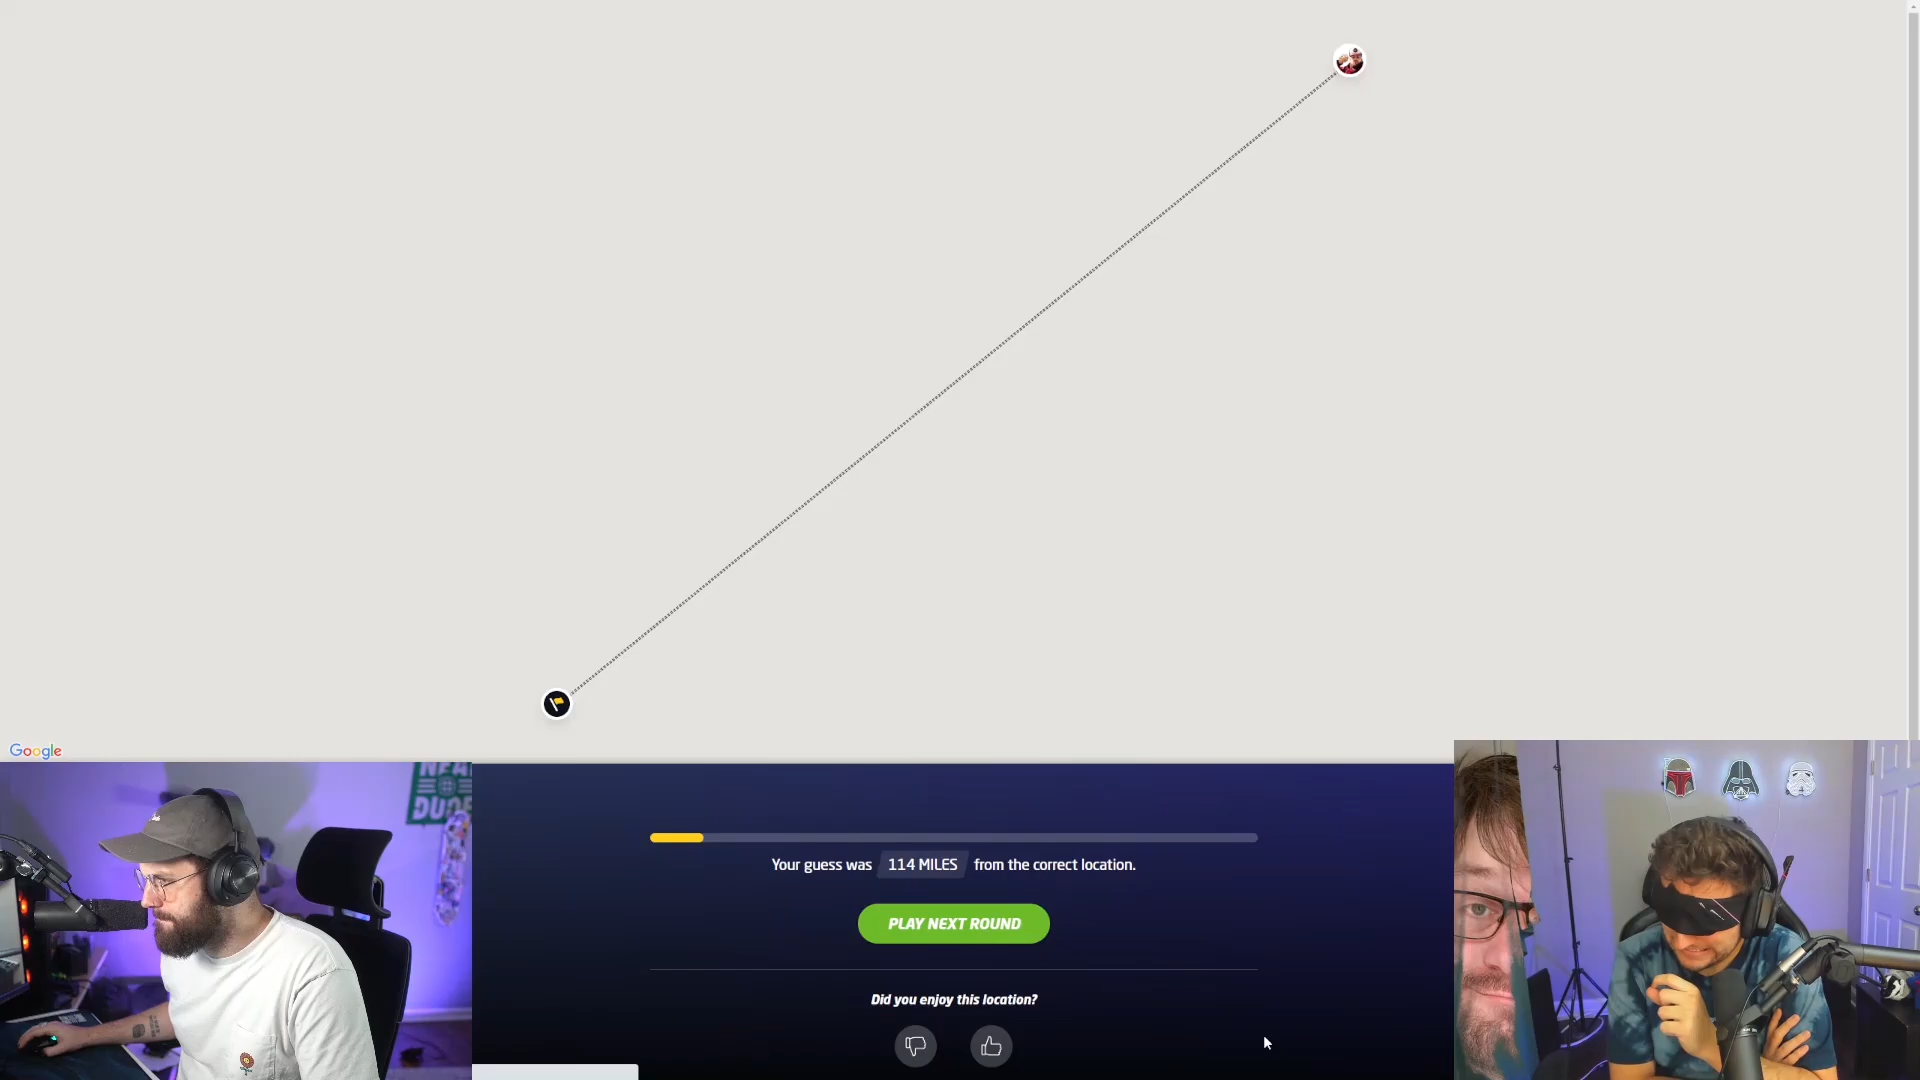 Google
Your guess was 114 MILES from the correct location.
PLAY NEXT ROUND
Did you enjoy this location?